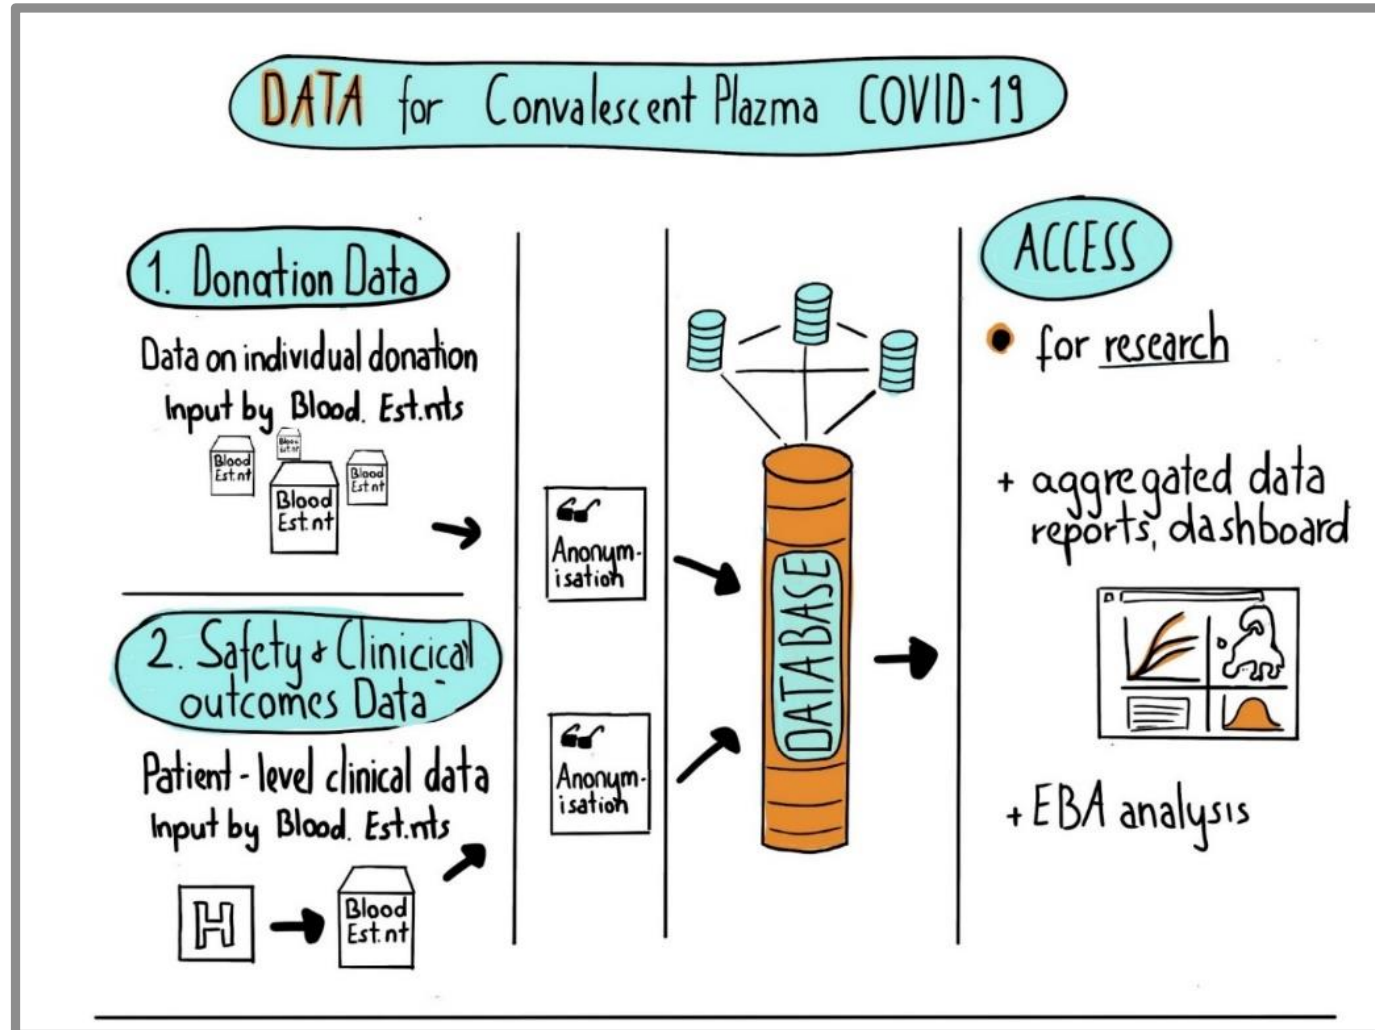 DATA for Convalescent Plazma COVID-19
1. Donation Data
Data on individual donation
Input by Blood. Est.nts
Blood
Est.nt
Blood
Est.nt
Blood
Est.nt
Blood
Est.nt
2. Safety + Clinicical
outcomes Data
Patient-level clinical data
Input by Blood. Est.nts
H
Blood
Est.nt
Anonym-
isation
Anonym-
isation
DATABASE
ACCESS
for research
+ aggregated data
reports, dashboard
+ EBA analysis